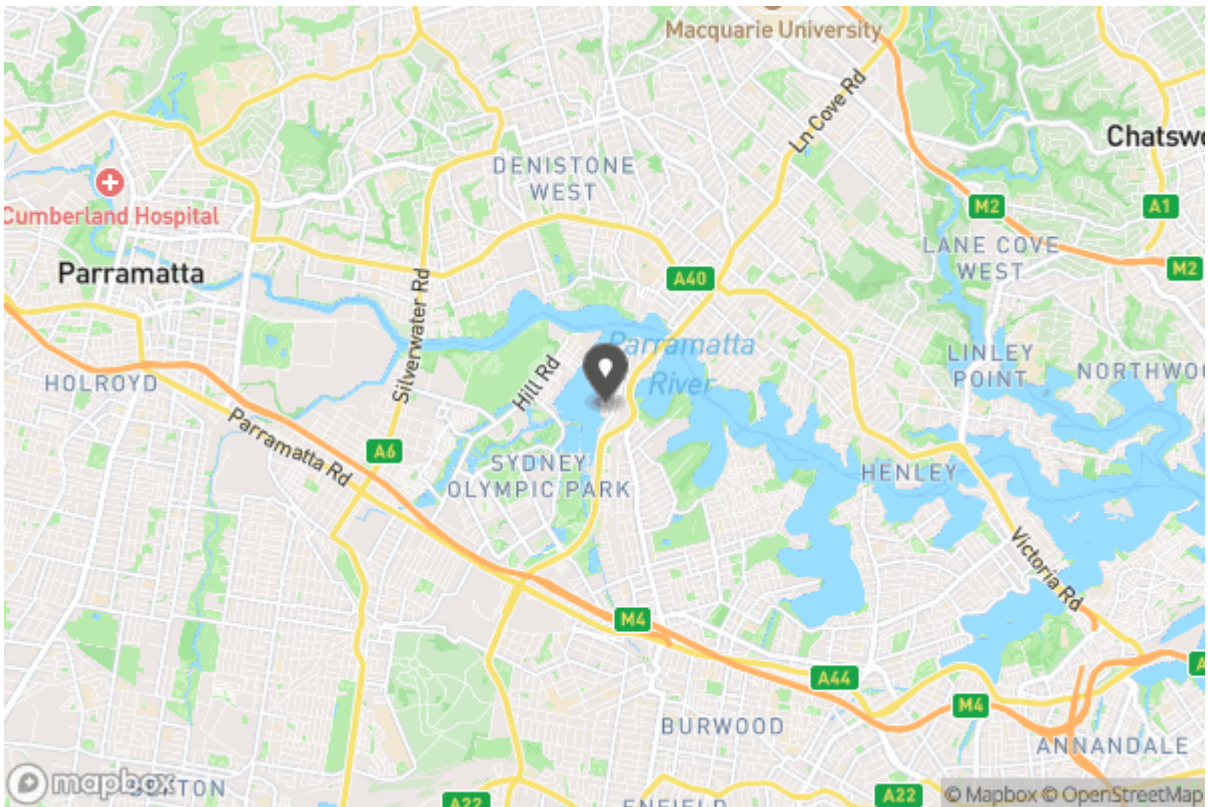 Macquarie University
Ln Cove Rd
Chatswo
DENISTONE
WEST
Cumberland Hospital
M2
A1
LANE COVE
WEST
M2
Parramatta
A40
Silverwater Rd
Parramatta
River
Hill Rd
LINLEY
POINT
NORTHWO
HOLROYD
Parramatta Rd
A6
SYDNEY
OLYMPIC PARK
HENLEY
Victoria Rd
M4
A44
M4
A
BURWOOD
ANNANDALE
mapbox
A22
ENFIELD
A22
© Mapbox © OpenStreetMap